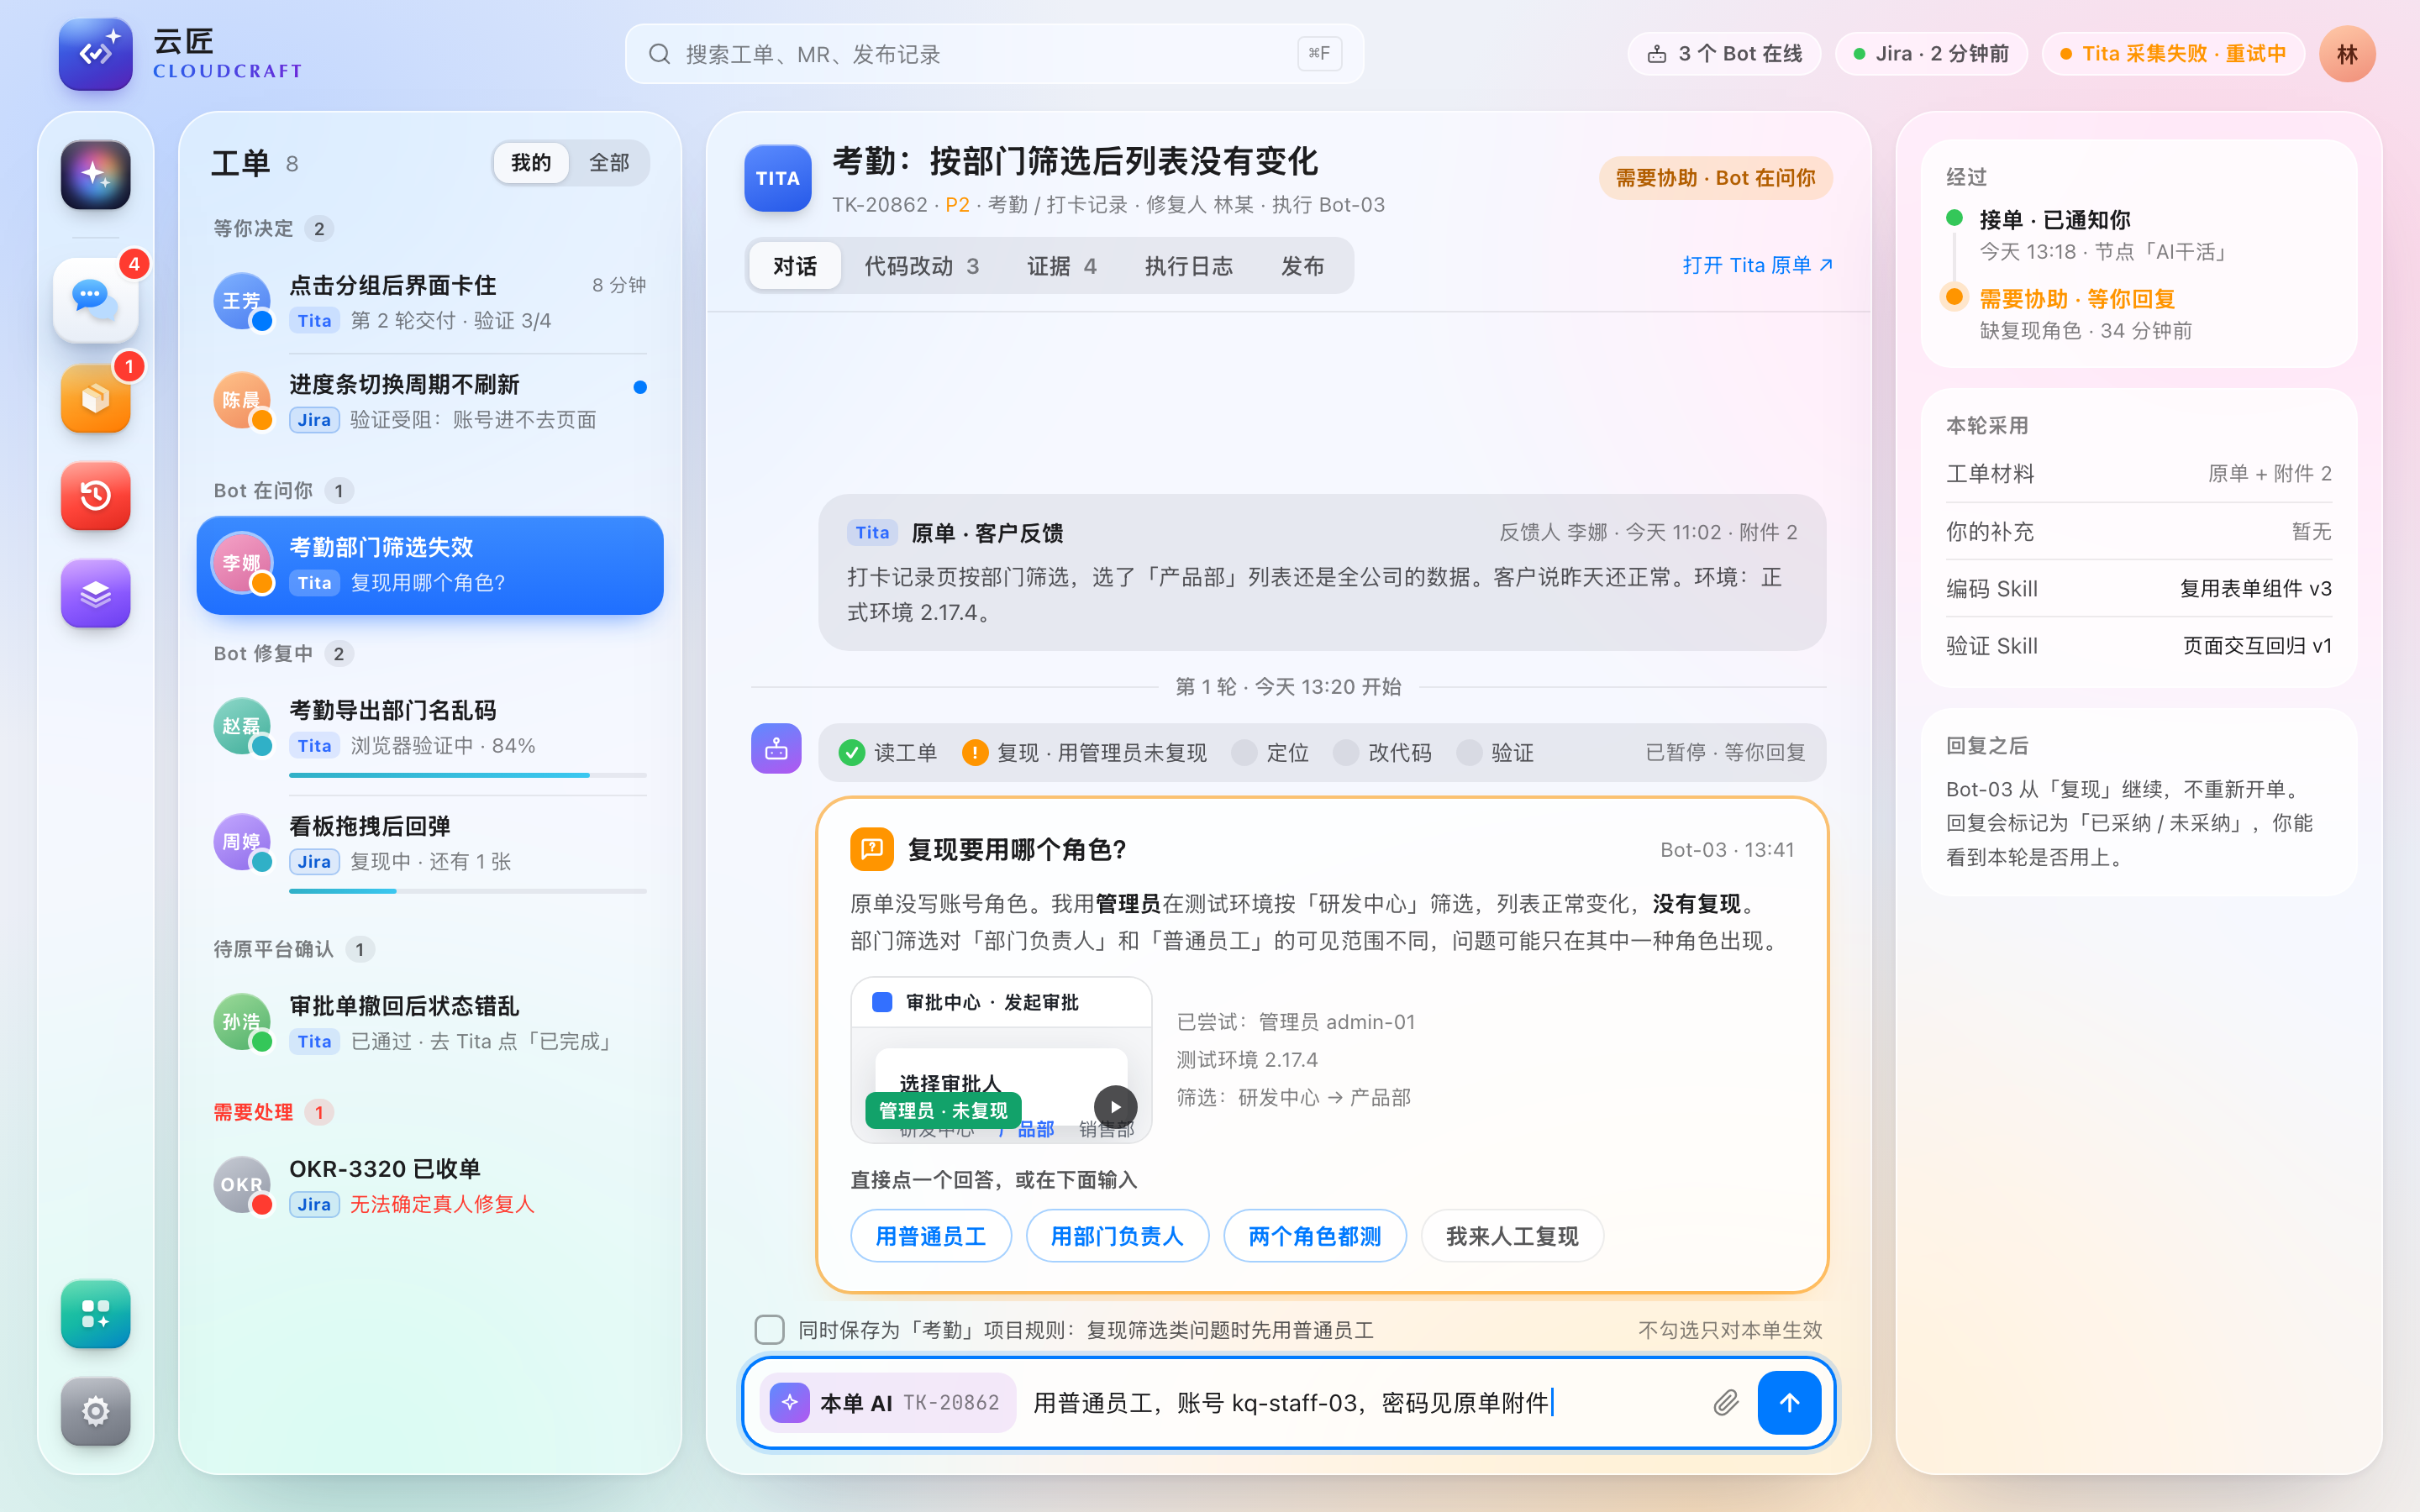 云匠
CLOUDCRAFT
搜索工单、MR、发布记录
⌘F
3 个 Bot 在线
Jira · 2 分钟前
Tita 采集失败 · 重试中
林
4
1
工单 8
我的
全部
等你决定 2
王芳
点击分组后界面卡住
8 分钟
Tita 第 2 轮交付 · 验证 3/4
陈晨
进度条切换周期不刷新
Jira 验证受阻：账号进不去页面
Bot 在问你 1
李娜
考勤部门筛选失效
Tita 复现用哪个角色？
Bot 修复中 2
赵磊
考勤导出部门名乱码
Tita 浏览器验证中 · 84%
周婷
看板拖拽后回弹
Jira 复现中 · 还有 1 张
待原平台确认 1
孙浩
审批单撤回后状态错乱
Tita 已通过 · 去 Tita 点「已完成」
需要处理 1
OKR
OKR-3320 已收单
Jira 无法确定真人修复人
TITA
考勤：按部门筛选后列表没有变化
TK-20862 · P2 · 考勤 / 打卡记录 · 修复人 林某 · 执行 Bot-03
需要协助 · Bot 在问你
对话
代码改动 3
证据 4
执行日志
发布
打开 Tita 原单 ↗
Tita 原单 · 客户反馈
反馈人 李娜 · 今天 11:02 · 附件 2
打卡记录页按部门筛选，选了「产品部」列表还是全公司的数据。客户说昨天还正常。环境：正
式环境 2.17.4。
第 1 轮 · 今天 13:20 开始
读工单
复现 · 用管理员未复现
定位
改代码
验证
已暂停 · 等你回复
复现要用哪个角色？
Bot-03 · 13:41
原单没写账号角色。我用管理员在测试环境按「研发中心」筛选，列表正常变化，没有复现。
部门筛选对「部门负责人」和「普通员工」的可见范围不同，问题可能只在其中一种角色出现。
审批中心 · 发起审批
选择审批人
管理员 · 未复现
研发中心
产品部
销售部
已尝试：管理员 admin-01
测试环境 2.17.4
筛选：研发中心 → 产品部
直接点一个回答，或在下面输入
用普通员工
用部门负责人
两个角色都测
我来人工复现
同时保存为「考勤」项目规则：复现筛选类问题时先用普通员工
不勾选只对本单生效
本单 AI TK-20862
用普通员工，账号 kq-staff-03，密码见原单附件
经过
接单 · 已通知你
今天 13:18 · 节点「AI干活」
需要协助 · 等你回复
缺复现角色 · 34 分钟前
本轮采用
工单材料
原单 + 附件 2
你的补充
暂无
编码 Skill
复用表单组件 v3
验证 Skill
页面交互回归 v1
回复之后
Bot-03 从「复现」继续，不重新开单。
回复会标记为「已采纳 / 未采纳」，你能
看到本轮是否用上。